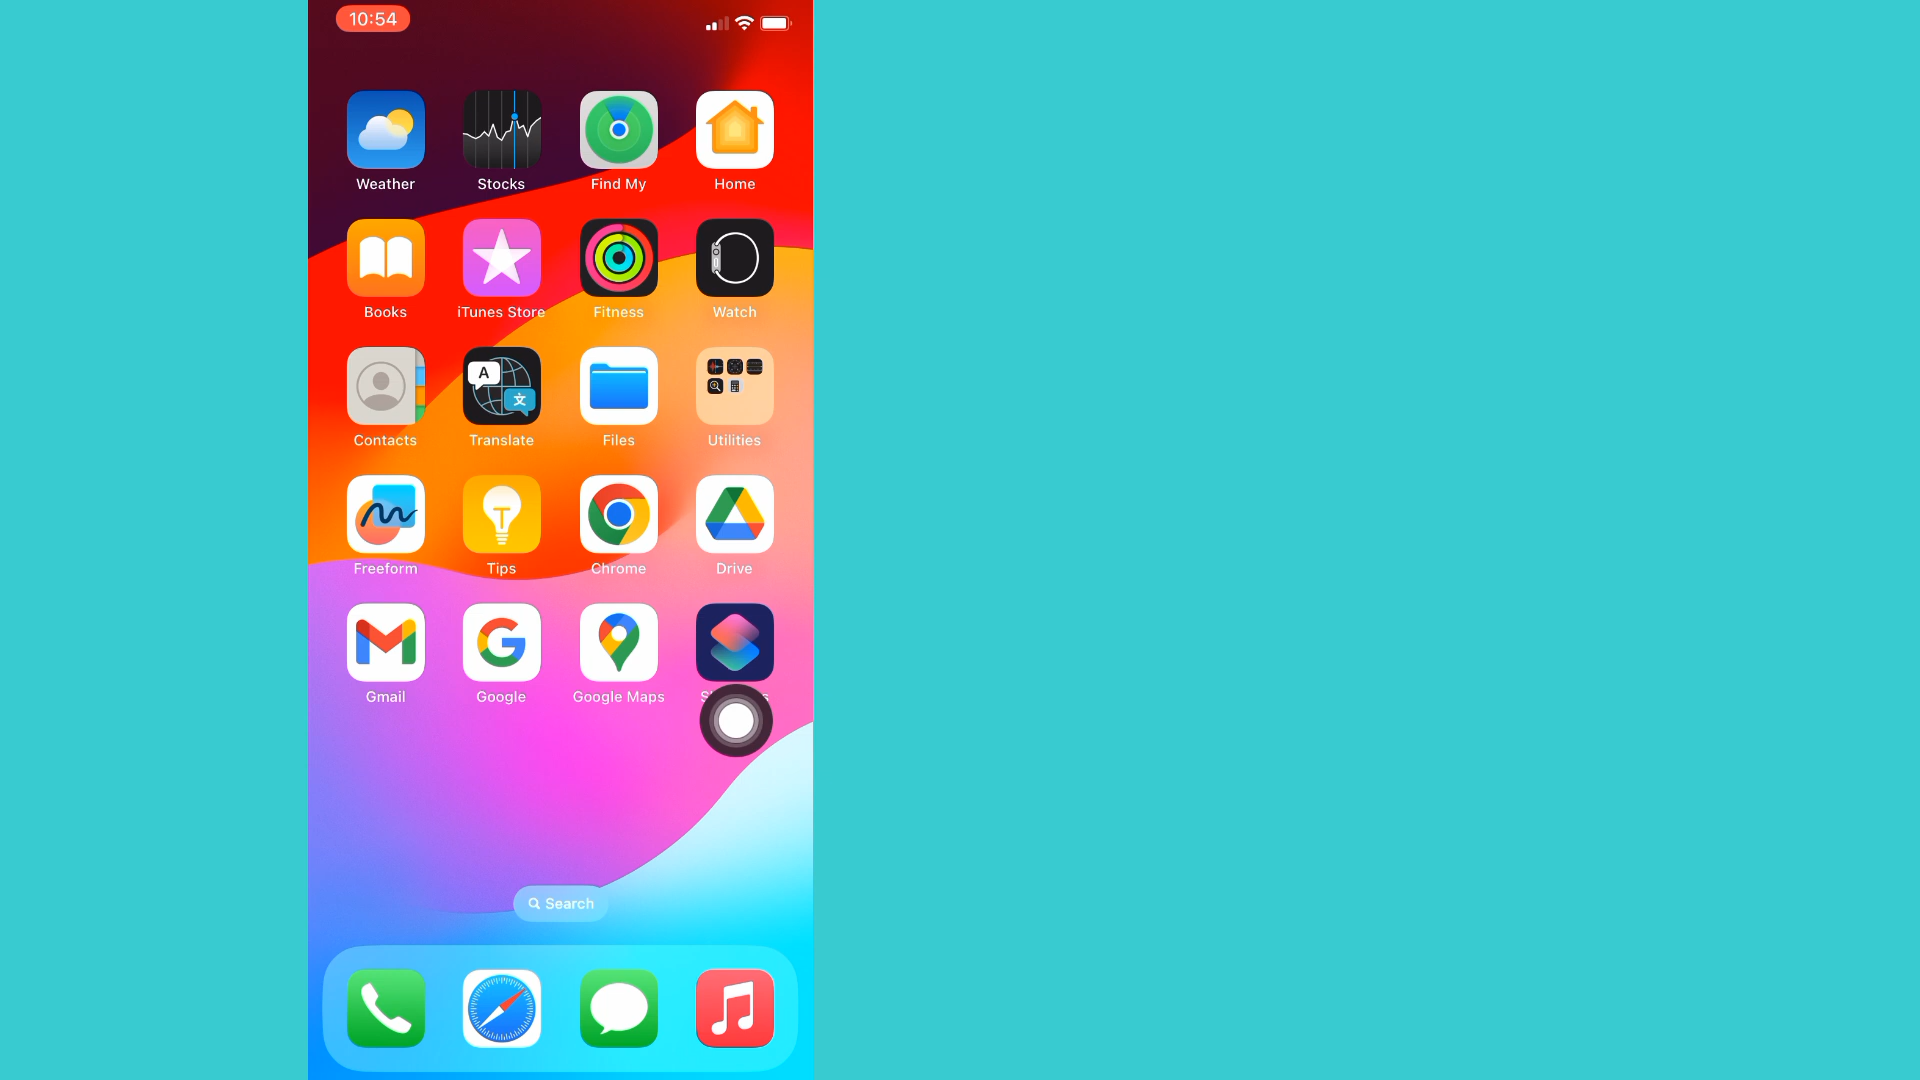 10:54
Weather Stocks Find My Home
Books iTunes Store Fitness Watch
A 文
Contacts Translate Files Utilities
Freeform Tips Chrome Drive
Gmail Google Google Maps
Search